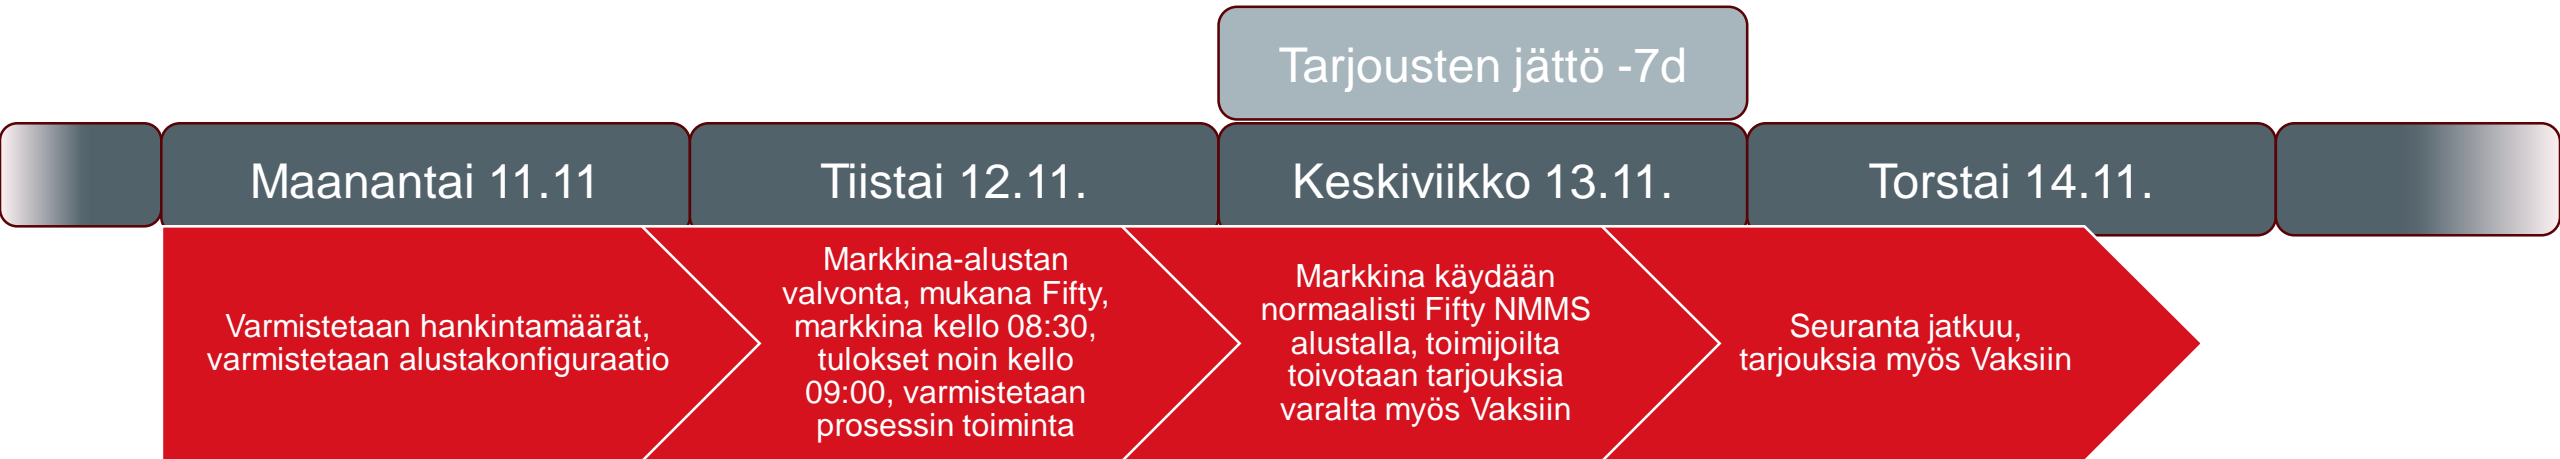 Tarjousten jättö -7d
Maanantai 11.11
Tiistai 12.11.
Keskiviikko 13.11.
Torstai 14.11.
Varmistetaan hankintamäärät,
varmistetaan alustakonfiguraatio
Markkina-alustan
valvonta, mukana Fifty,
markkina kello 08:30,
tulokset noin kello
09:00, varmistetaan
prosessin toiminta
Markkina käydään
normaalisti Fifty NMMS
alustalla, toimijoilta
toivotaan tarjouksia
varalta myös Vaksiin
Seuranta jatkuu,
tarjouksia myös Vaksiin